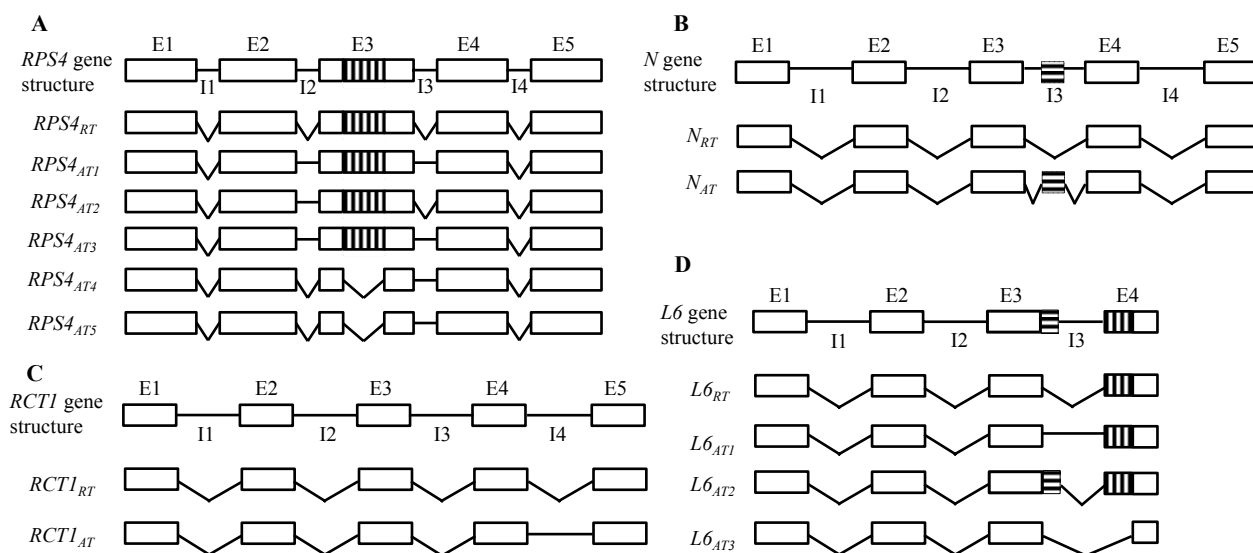 A
E1 E2 E3 E4 E5
RPS4 gene
structure
I1 I2 I3 I4
RPS4RT
RPS4AT1
RPS4AT2
RPS4AT3
RPS4AT4
RPS4AT5
B
E1 E2 E3 E4 E5
N gene
structure
I1 I2 I3 I4
NRT
NAT
C
E1 E2 E3 E4 E5
RCT1 gene
structure
I1 I2 I3 I4
RCT1RT
RCT1AT
D
E1 E2 E3 E4
L6 gene
structure
I1 I2 I3
L6RT
L6AT1
L6AT2
L6AT3